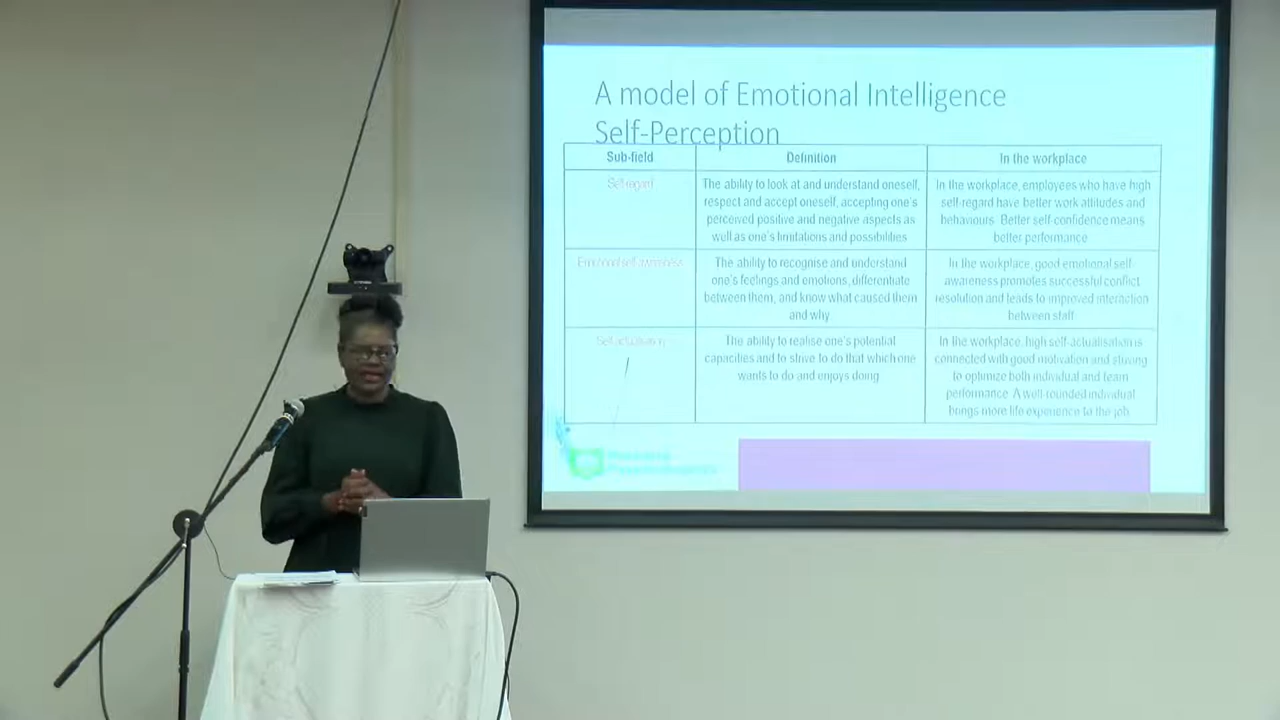 A model of Emotional Intelligence
Self-Perception
Sub-field
Definition
In the workplace
Self-regard
The ability to look at and understand oneself,
respect and accept oneself, accepting one's
perceived positive and negative aspects as
well as one's limitations and possibilities
In the workplace, employees who have high
self-regard have better work attitudes and
behaviours. Better self-confidence means
better performance
Emotional self-awareness
The ability to recognise and understand
one's feelings and emotions, differentiate
between them, and know what caused them
and why
In the workplace, good emotional self-
awareness promotes successful conflict
resolution and leads to improved interaction
between staff
Self-actualisation
The ability to realise one's potential
capacities and to strive to do that which one
wants to do and enjoys doing
In the workplace, high self-actualisation is
connected with good motivation and striving
to optimize both individual and team
performance. A well-rounded individual
brings more life experience to the job.